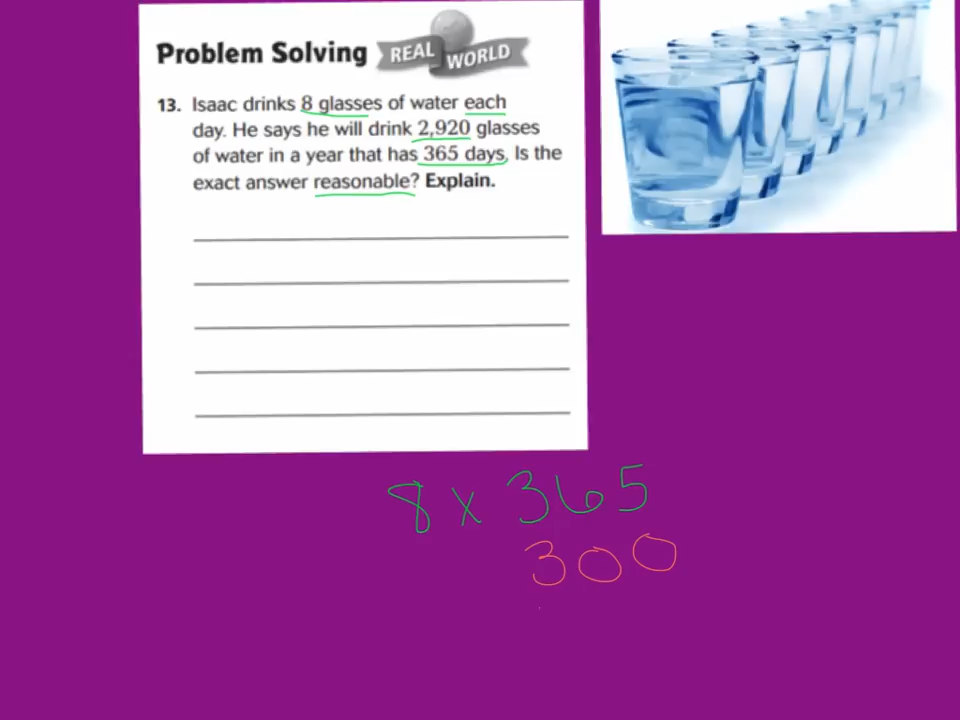 Problem Solving REAL WORLD
13. Isaac drinks 8 glasses of water each
day. He says he will drink 2,920 glasses
of water in a year that has 365 days. Is the
exact answer reasonable? Explain.
8 x 365
300